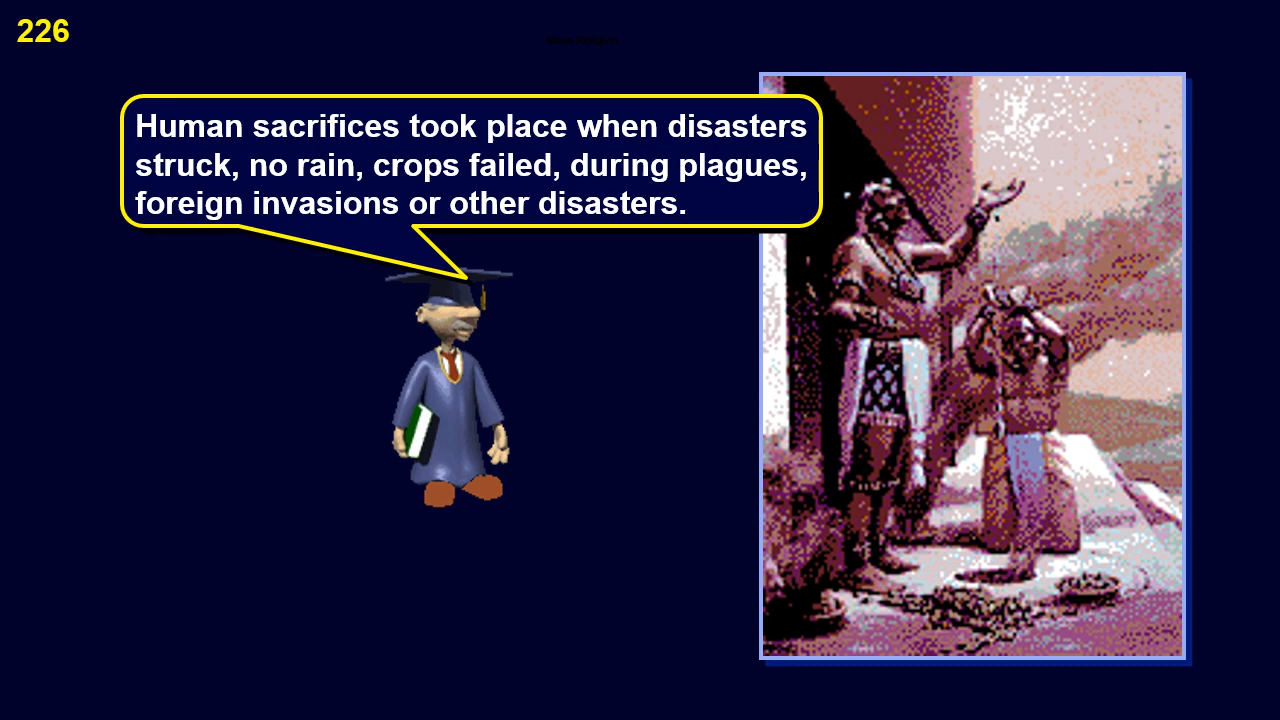 226
Human sacrifices took place when disasters
struck, no rain, crops failed, during plagues,
foreign invasions or other disasters.